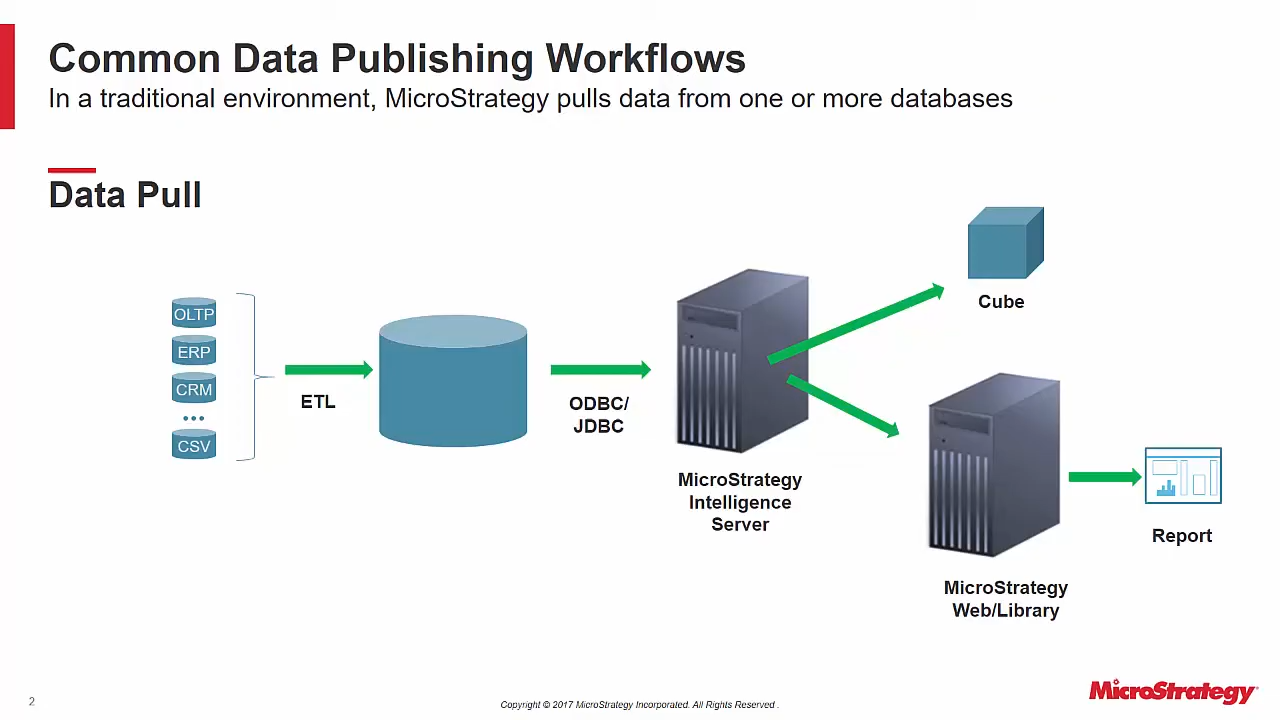 Common Data Publishing Workflows
In a traditional environment, MicroStrategy pulls data from one or more databases
Data Pull
OLTP
ERP
CRM
...
CSV
ETL
ODBC/
JDBC
MicroStrategy
Intelligence
Server
Cube
MicroStrategy
Web/Library
Report
2
Copyright © 2017 MicroStrategy Incorporated. All Rights Reserved .
MicroStrategy